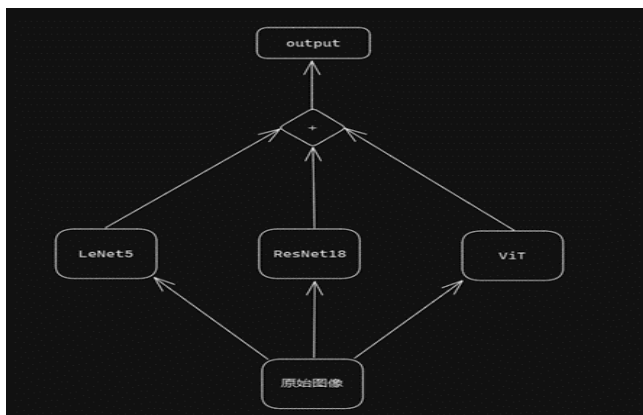 output
+
LeNet5
ResNet18
ViT
原始图像